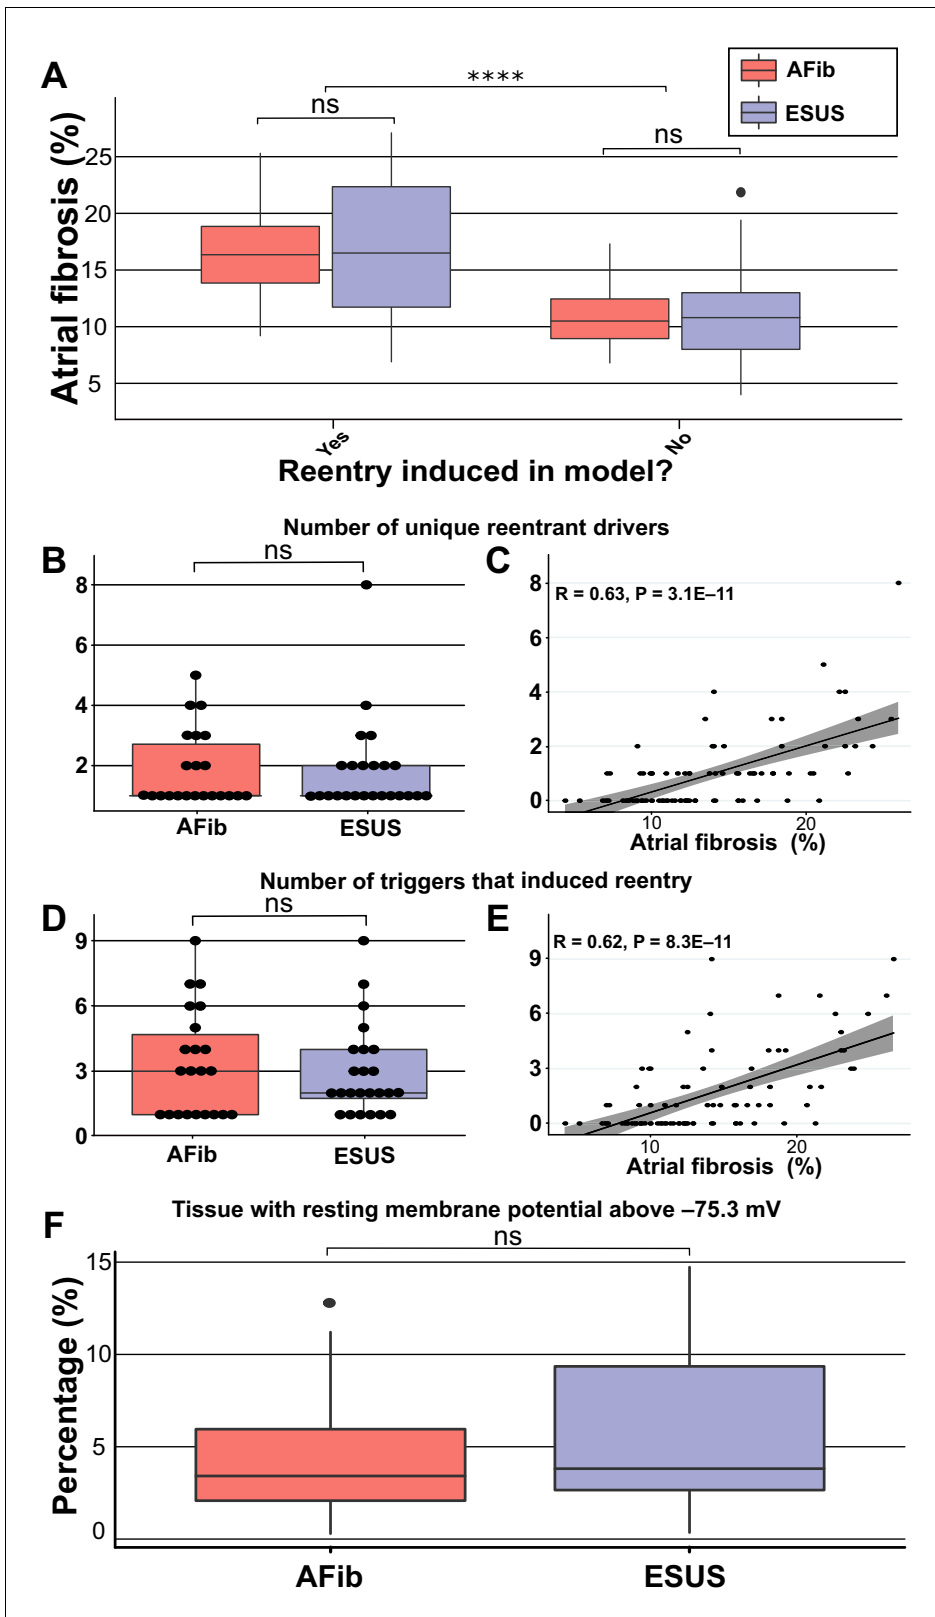 A
****
AFib
ESUS
ns
ns
Atrial fibrosis (%)
25
20
15
10
5
Yes
No
Reentry induced in model?
Number of unique reentrant drivers
B
ns
8
6
4
2
AFib
ESUS
C
R = 0.63, P = 3.1E–11
8
6
4
2
0
10
20
Atrial fibrosis (%)
Number of triggers that induced reentry
D
ns
9
6
3
0
AFib
ESUS
E
R = 0.62, P = 8.3E–11
9
6
3
0
10
20
Atrial fibrosis (%)
F
Tissue with resting membrane potential above –75.3 mV
ns
Percentage (%)
15
10
5
0
AFib
ESUS